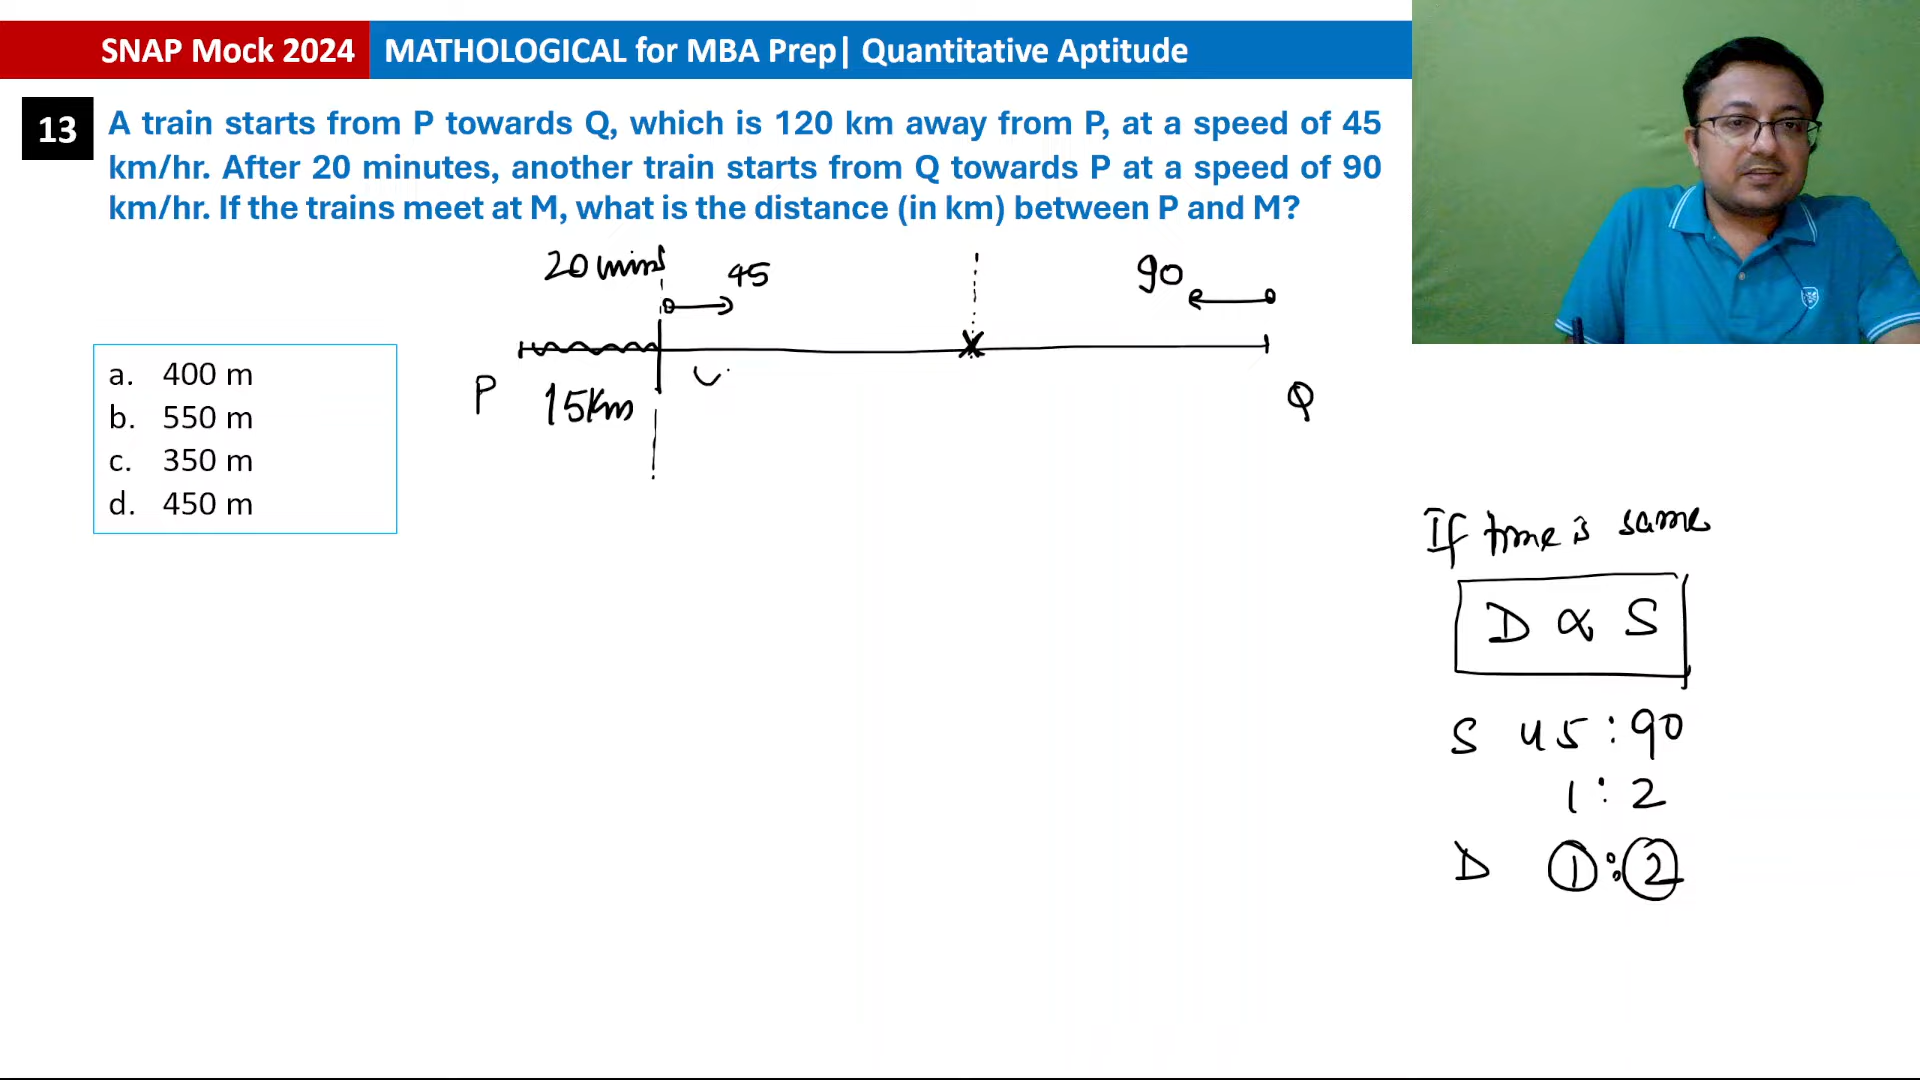 SNAP Mock 2024 MATHOLOGICAL for MBA Prep| Quantitative Aptitude
13 A train starts from P towards Q, which is 120 km away from P, at a speed of 45
km/hr. After 20 minutes, another train starts from Q towards P at a speed of 90
km/hr. If the trains meet at M, what is the distance (in km) between P and M?
20 mins 45 90
P 15Km Q
a. 400 m
b. 550 m
c. 350 m
d. 450 m
If time is same
D ∝ S
S 45 : 90
1 : 2
D 1 : 2